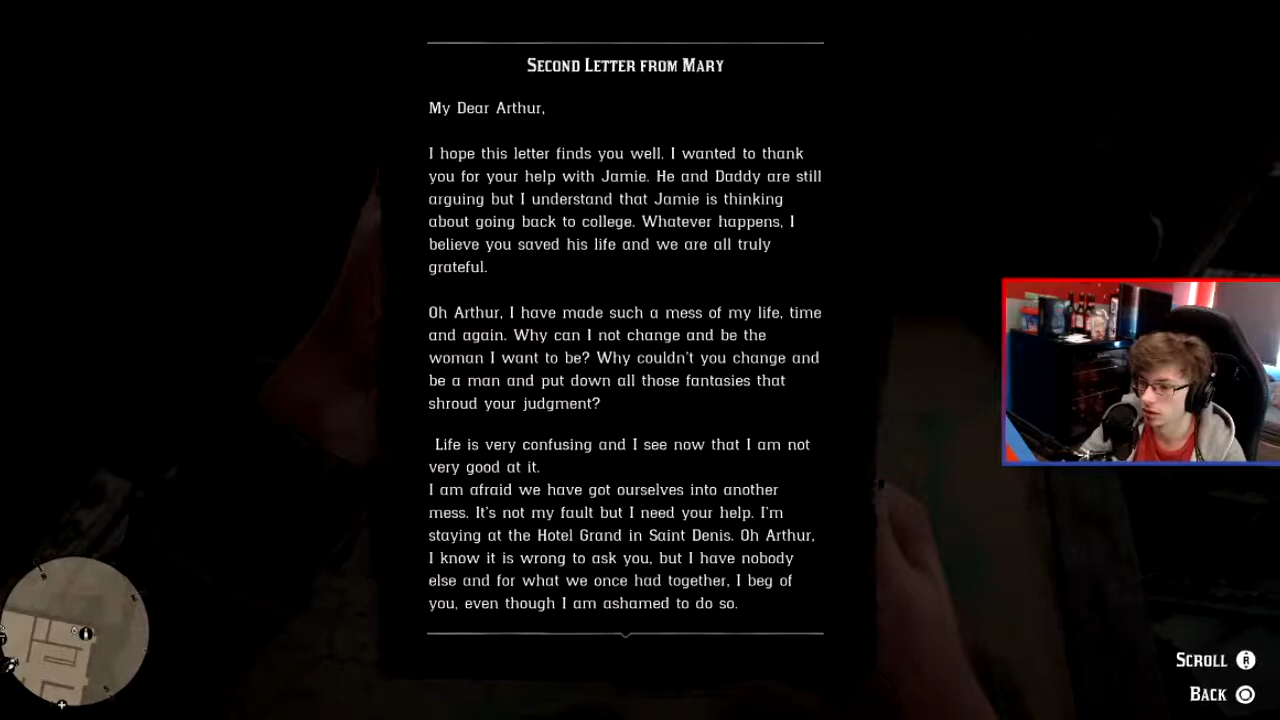 SECOND LETTER FROM MARY
My Dear Arthur,
I hope this letter finds you well. I wanted to thank
you for your help with Jamie. He and Daddy are still
arguing but I understand that Jamie is thinking
about going back to college. Whatever happens, I
believe you saved his life and we are all truly
grateful.
Oh Arthur, I have made such a mess of my life, time
and again. Why can I not change and be the
woman I want to be? Why couldn't you change and
be a man and put down all those fantasies that
shroud your judgment?
Life is very confusing and I see now that I am not
very good at it.
I am afraid we have got ourselves into another
mess. It's not my fault but I need your help. I'm
staying at the Hotel Grand in Saint Denis. Oh Arthur,
I know it is wrong to ask you, but I have nobody
else and for what we once had together, I beg of
you, even though I am ashamed to do so.
SCROLL R
BACK